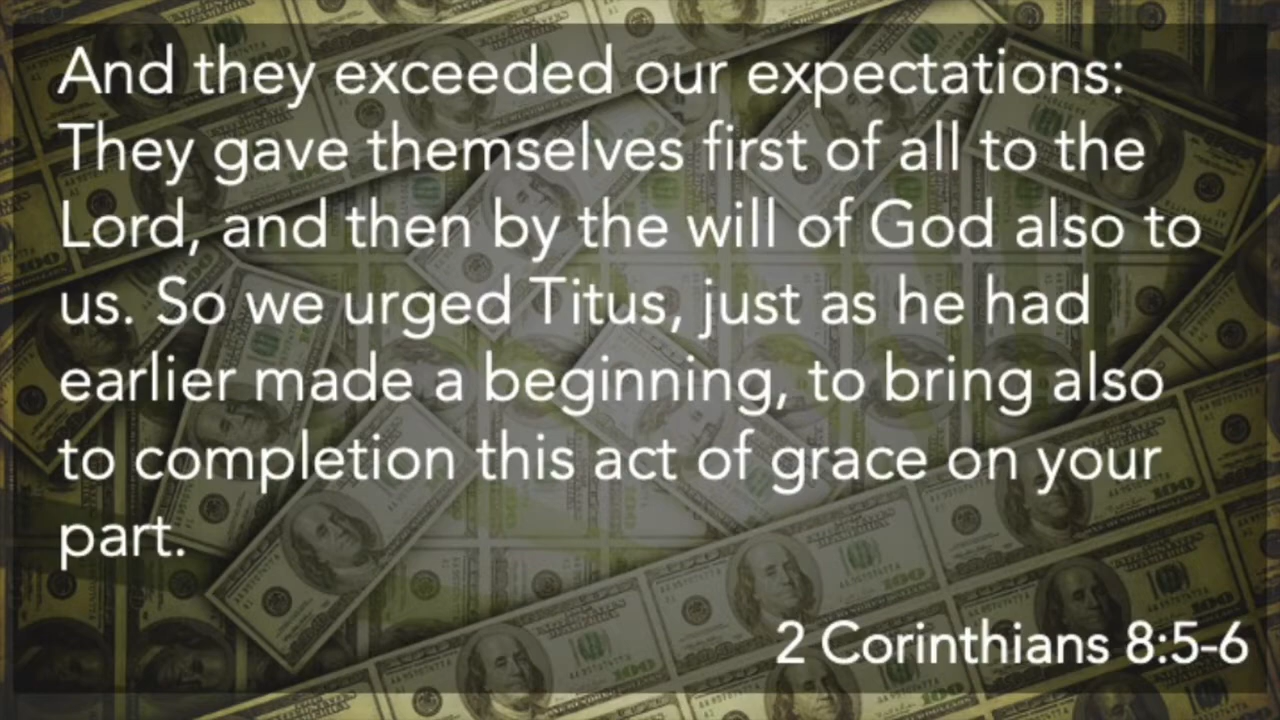 And they exceeded our expectations:
They gave themselves first of all to the
Lord, and then by the will of God also to
us. So we urged Titus, just as he had
earlier made a beginning, to bring also
to completion this act of grace on your
part.
2 Corinthians 8:5-6